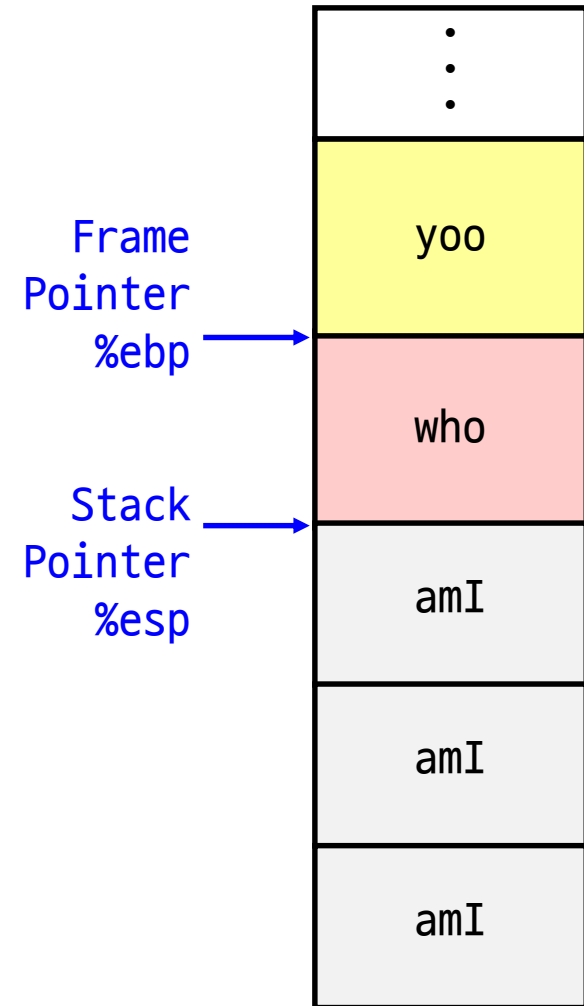 yoo
Frame
Pointer
%ebp
who
Stack
Pointer
%esp
amI
amI
amI